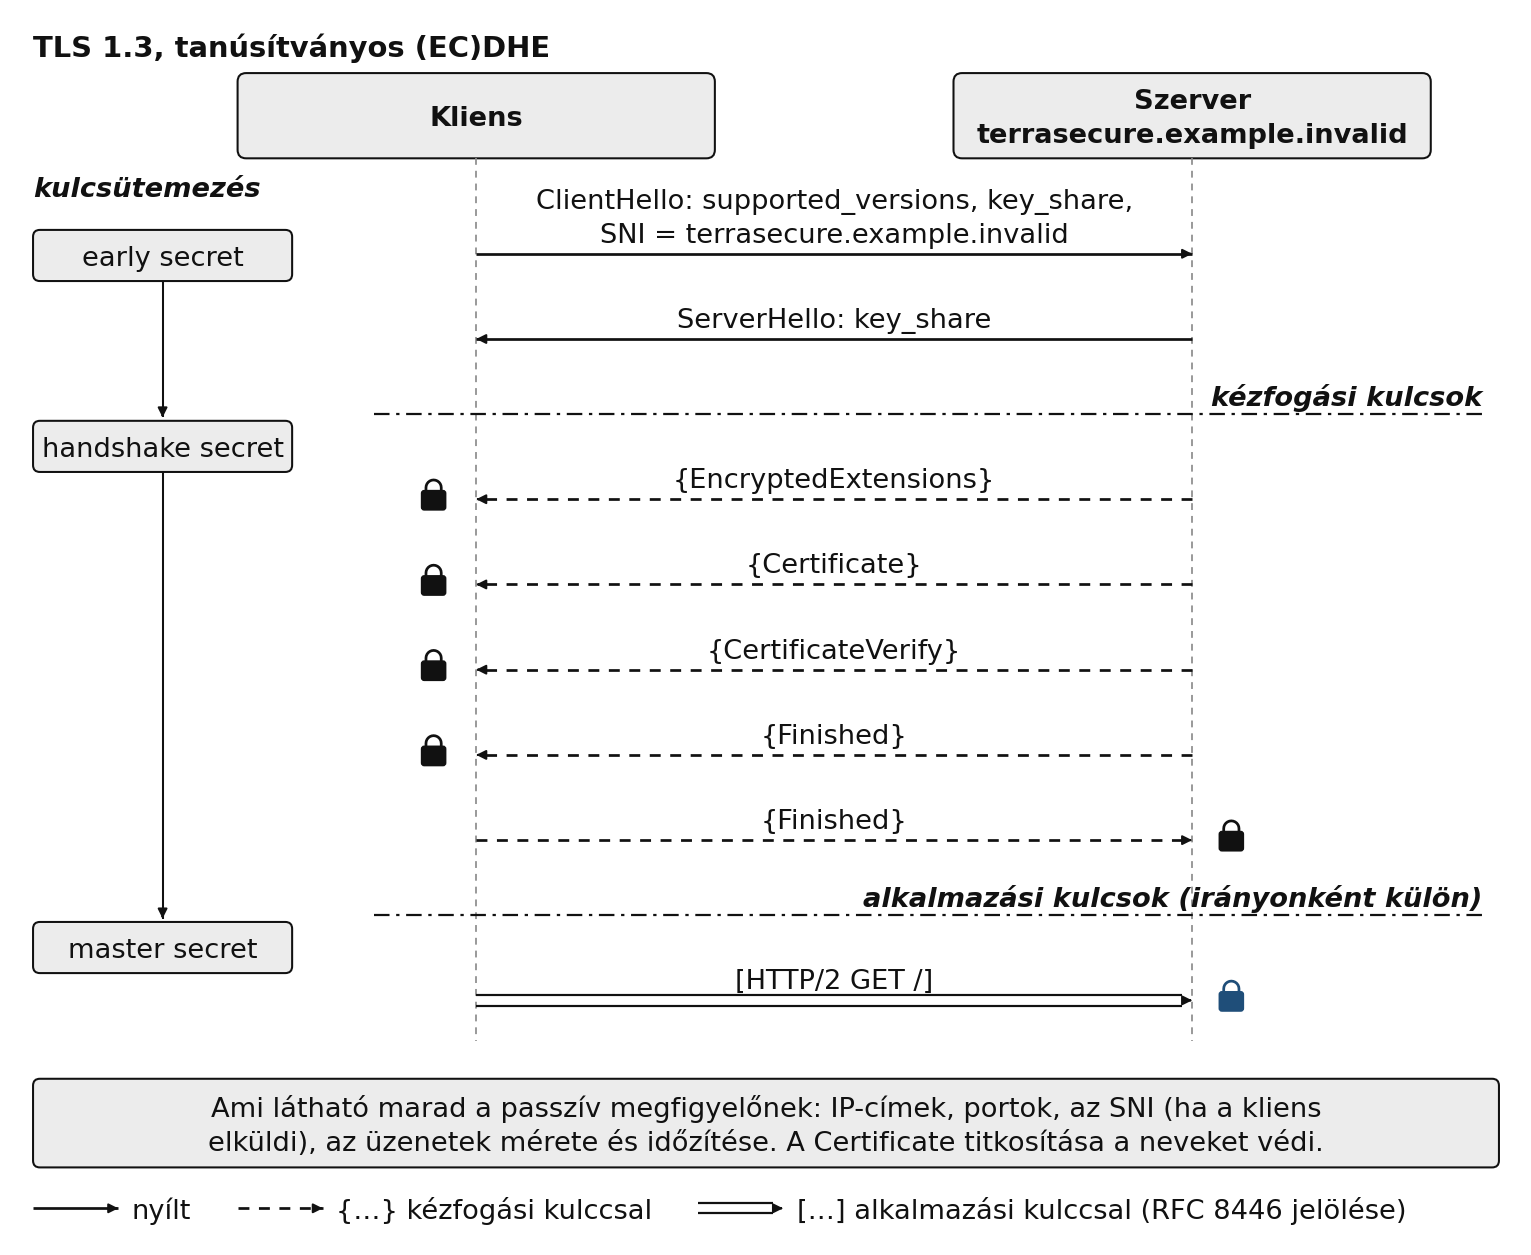 TLS 1.3, tanúsítványos (EC)DHE
Kliens
Szerver
terrasecure.example.invalid
kulcsütemezés
ClientHello: supported_versions, key_share,
SNI = terrasecure.example.invalid
early secret
ServerHello: key_share
kézfogási kulcsok
handshake secret
{EncryptedExtensions}
{Certificate}
{CertificateVerify}
{Finished}
{Finished}
alkalmazási kulcsok (irányonként külön)
master secret
[HTTP/2 GET /]
Ami látható marad a passzív megfigyelőnek: IP-címek, portok, az SNI (ha a kliens
elküldi), az üzenetek mérete és időzítése. A Certificate titkosítása a neveket védi.
nyílt
{…} kézfogási kulccsal
[…] alkalmazási kulccsal (RFC 8446 jelölése)